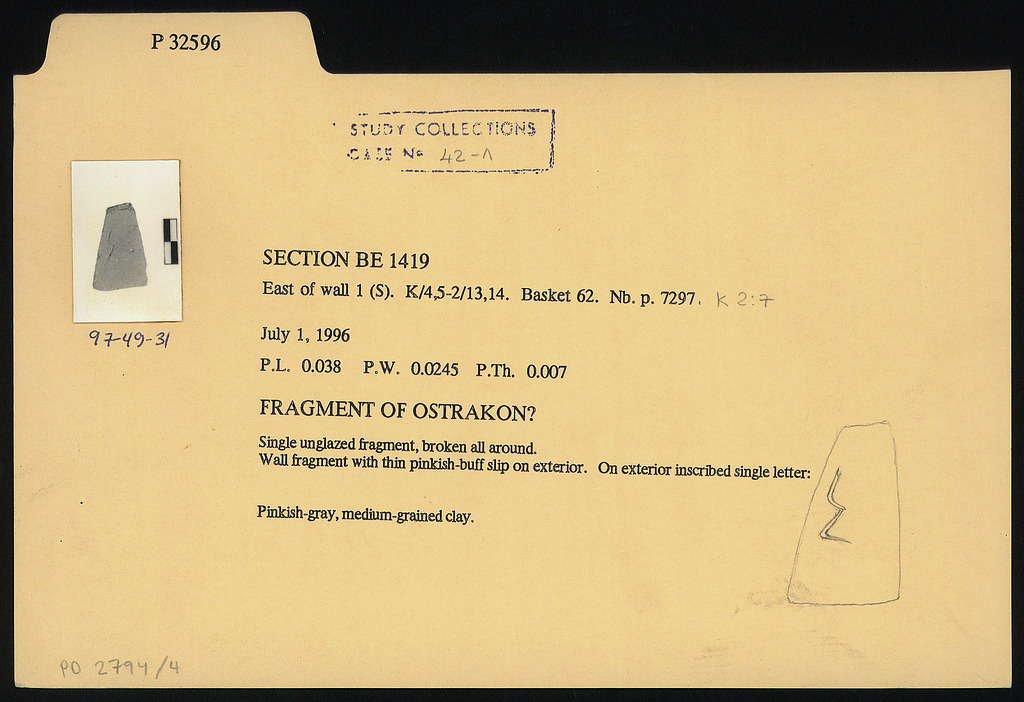 P 32596
STUDY COLLECTIONS
CASE No 42-Λ
97-49-31
SECTION BE 1419
East of wall 1 (S). K/4,5-2/13,14. Basket 62. Nb. p. 7297. K 2:7
July 1, 1996
P.L. 0.038 P.W. 0.0245 P.Th. 0.007
FRAGMENT OF OSTRAKON?
Single unglazed fragment, broken all around.
Wall fragment with thin pinkish-buff slip on exterior. On exterior inscribed single letter:
Pinkish-gray, medium-grained clay.
PD 2794/4